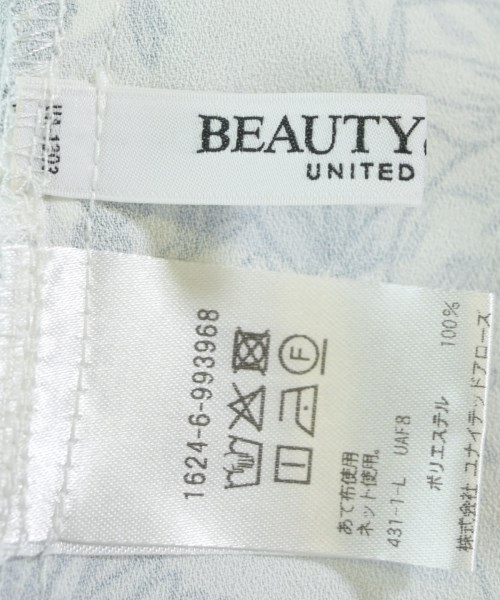 BEAUTY&
UNITED
1624-6-993968
F
あて布使用
ネット使用。
431-1-L UAF8
ポリエステル 100%
株式会社 ユナイテッドアローズ